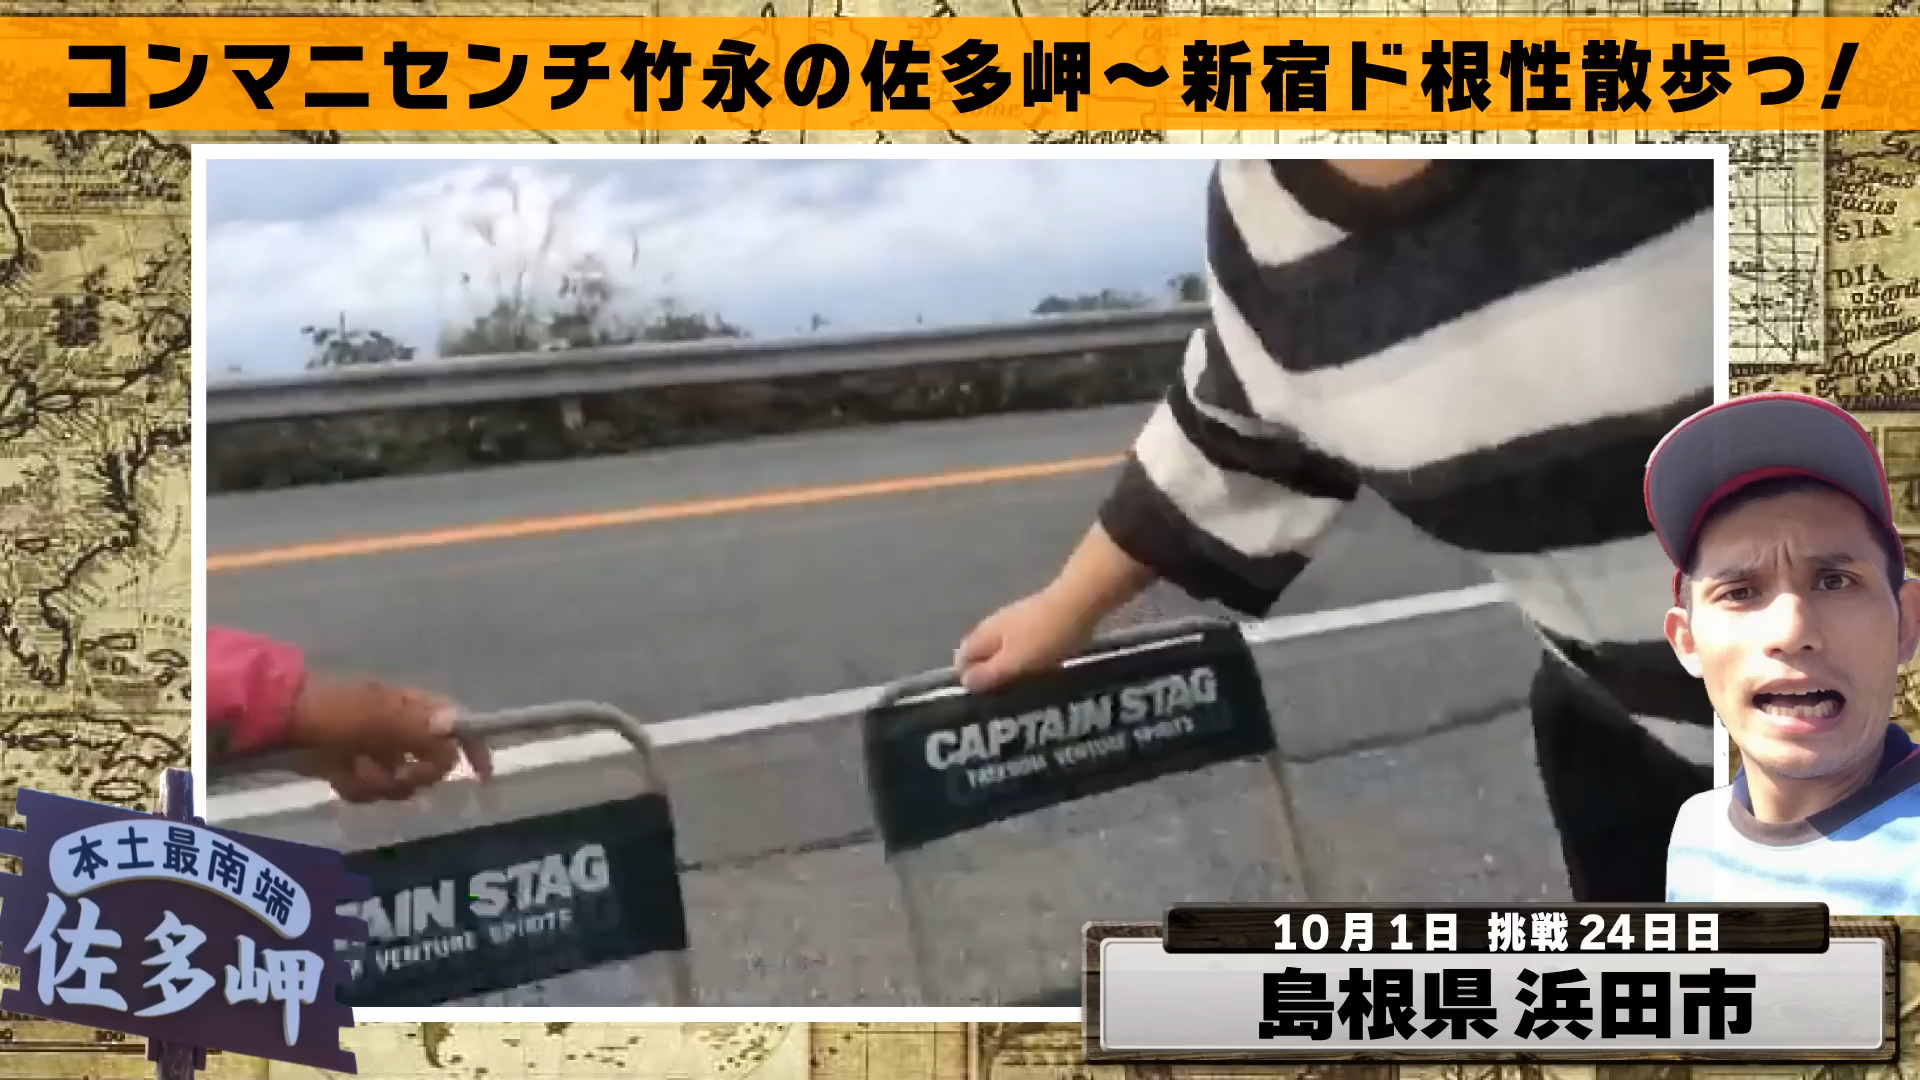 コンマニセンチ竹永の佐多岬～新宿ド根性散歩っ！
CAPTAIN STAG
VENTURE SPIRITS
TAIN STAG
VENTURE SPIRITS
本土最南端
佐多岬
10月1日 挑戦24日目
島根県 浜田市